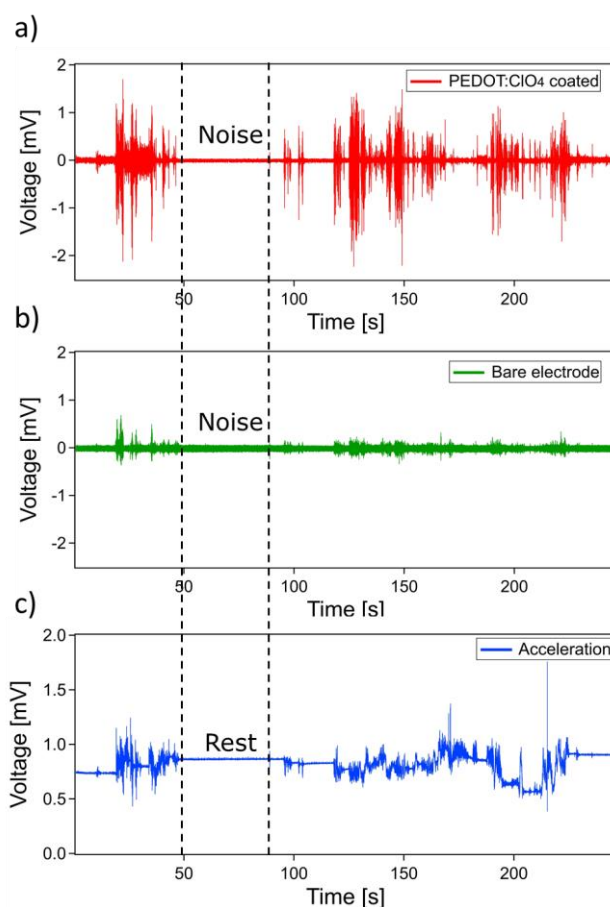 a)
Voltage [mV]
2
1
0
-1
-2
PEDOT:ClO4 coated
Noise
50
100
150
200
Time [s]
b)
Voltage [mV]
2
1
0
-1
-2
Bare electrode
Noise
50
100
150
200
Time [s]
c)
Voltage [mV]
2.0
1.5
1.0
0.5
0.0
Acceleration
Rest
50
100
150
200
Time [s]